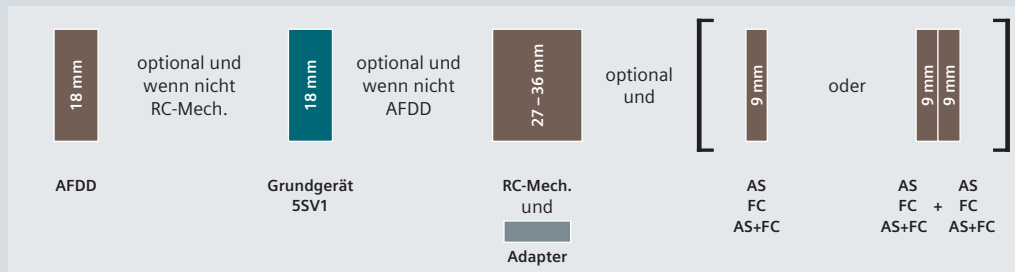 18 mm
optional und
wenn nicht
RC-Mech.
18 mm
optional und
wenn nicht
AFDD
27 – 36 mm
optional
und
9 mm
oder
9 mm
9 mm
AFDD
Grundgerät
5SV1
RC-Mech.
und
Adapter
AS
FC
AS+FC
AS AS
FC + FC
AS+FC AS+FC